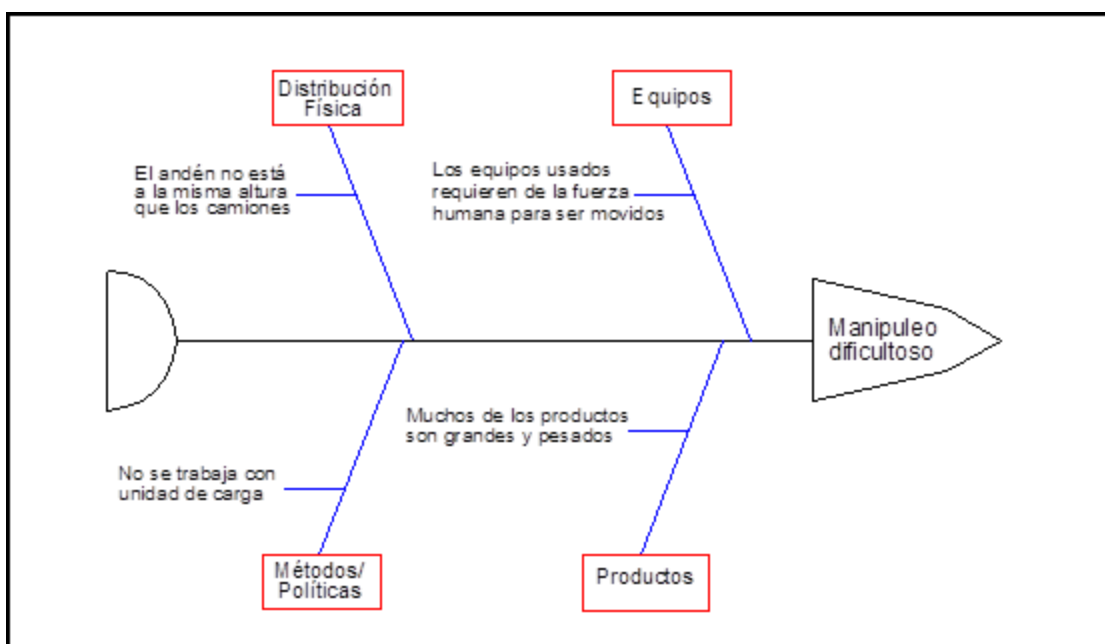 Distribución
Física
Equipos
El andén no está
a la misma altura
que los camiones
Los equipos usados
requieren de la fuerza
humana para ser movidos
Manipuleo
dificultoso
Muchos de los productos
son grandes y pesados
No se trabaja con
unidad de carga
Métodos/
Políticas
Productos